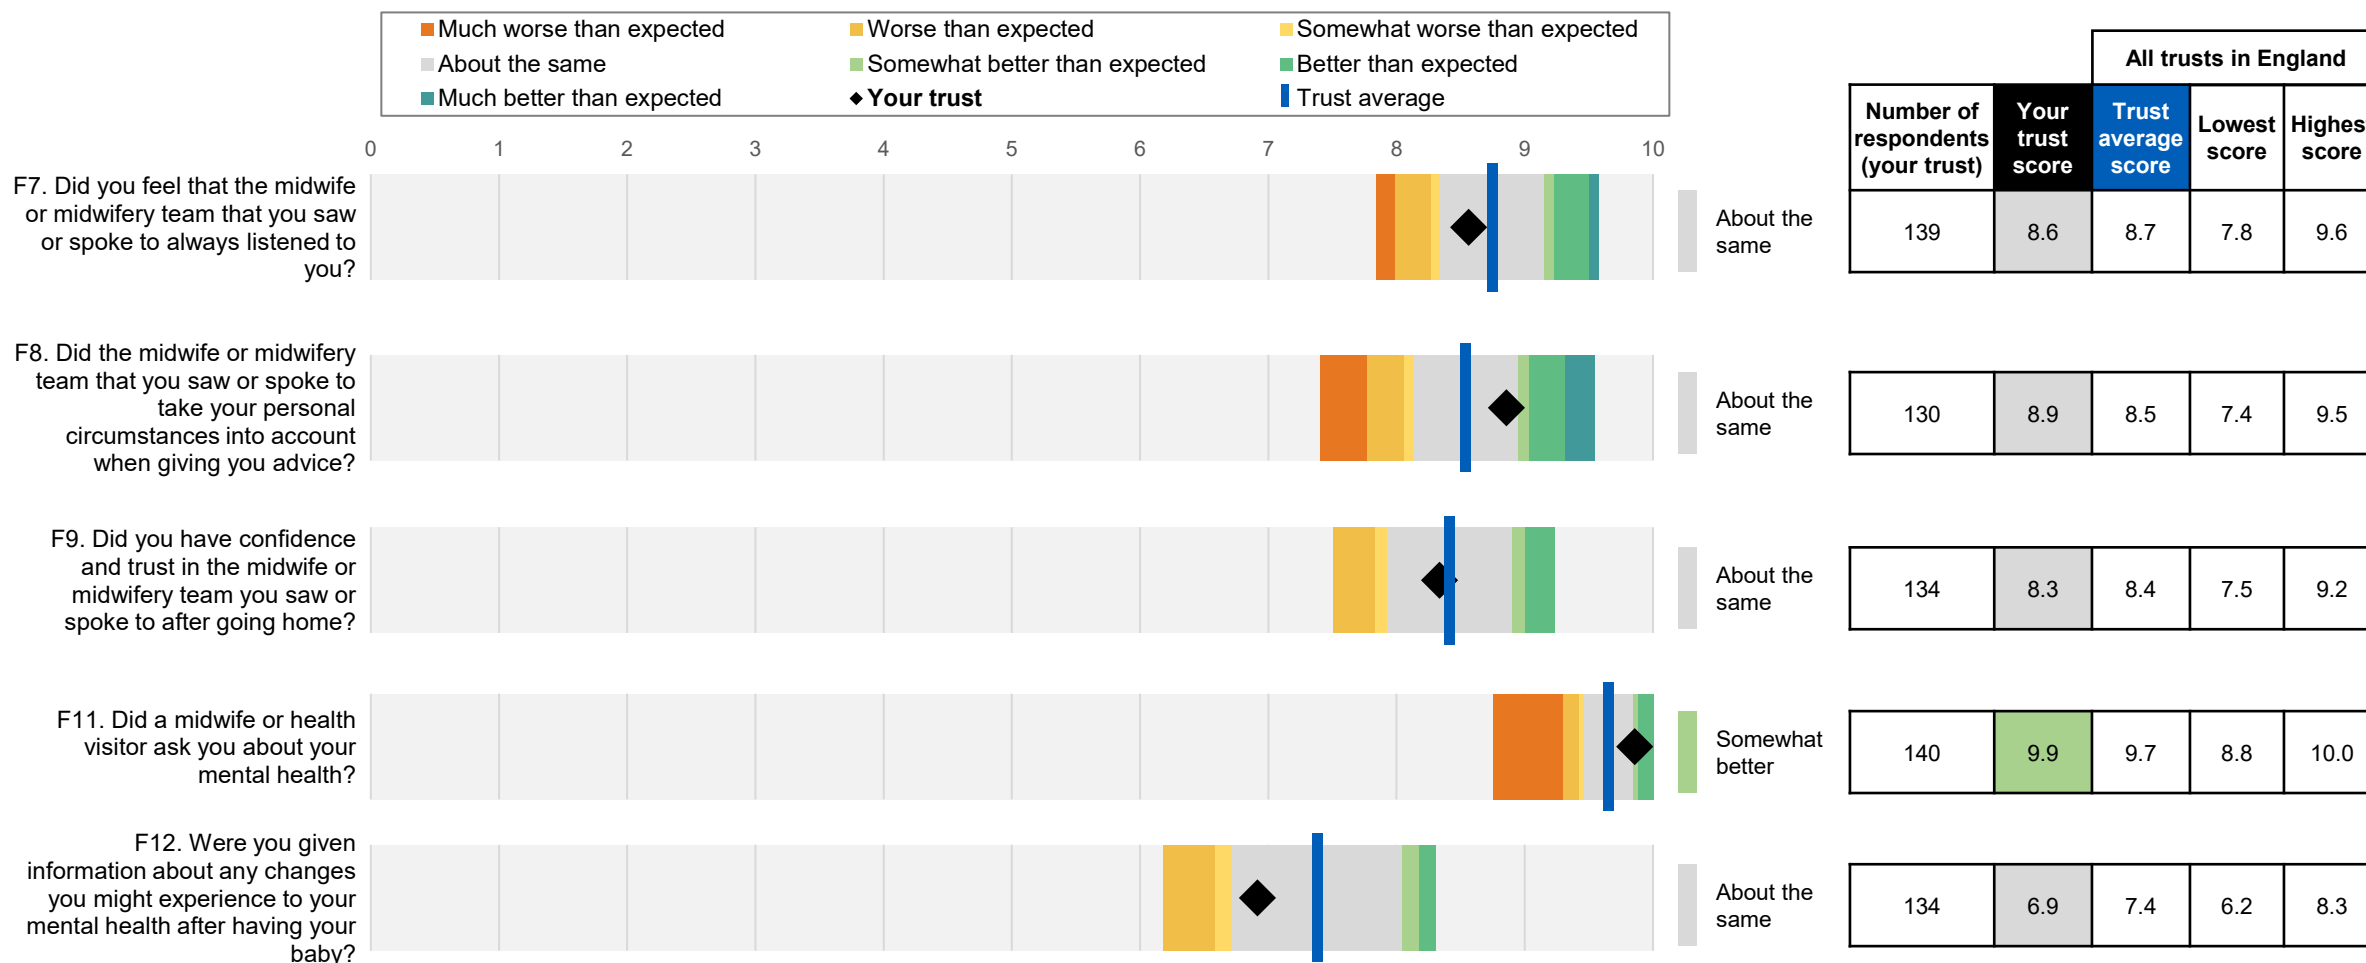 Much worse than expected
Worse than expected
Somewhat worse than expected
About the same
Somewhat better than expected
Better than expected
Much better than expected
Your trust
Trust average
All trusts in England
Number of respondents (your trust)
Your trust score
Trust average score
Lowest score
Highes score
0 1 2 3 4 5 6 7 8 9 10
F7. Did you feel that the midwife
or midwifery team that you saw
or spoke to always listened to
you?
About the
same
139 8.6 8.7 7.8 9.6
F8. Did the midwife or midwifery
team that you saw or spoke to
take your personal
circumstances into account
when giving you advice?
About the
same
130 8.9 8.5 7.4 9.5
F9. Did you have confidence
and trust in the midwife or
midwifery team you saw or
spoke to after going home?
About the
same
134 8.3 8.4 7.5 9.2
F11. Did a midwife or health
visitor ask you about your
mental health?
Somewhat
better
140 9.9 9.7 8.8 10.0
F12. Were you given
information about any changes
you might experience to your
mental health after having your
baby?
About the
same
134 6.9 7.4 6.2 8.3